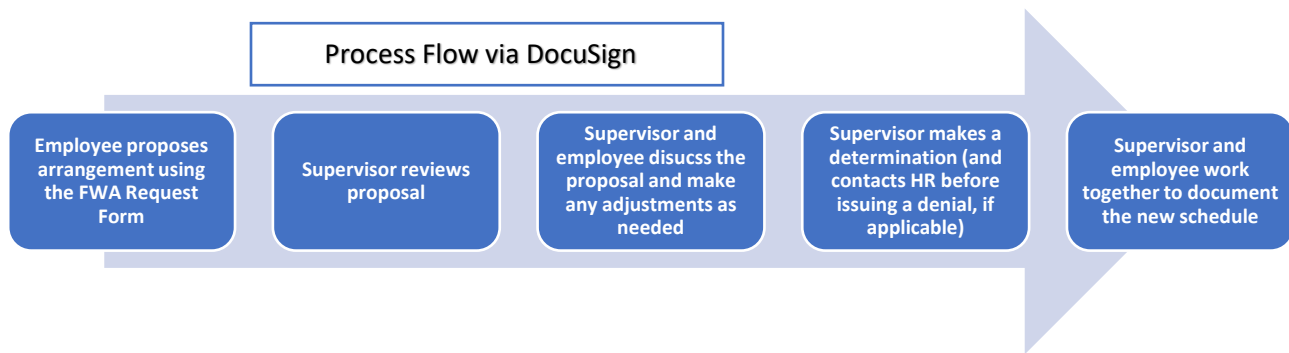 Process Flow via DocuSign
Employee proposes
arrangement using
the FWA Request
Form
Supervisor reviews
proposal
Supervisor and
employee disucss the
proposal and make
any adjustments as
needed
Supervisor makes a
determination (and
contacts HR before
issuing a denial, if
applicable)
Supervisor and
employee work
together to document
the new schedule